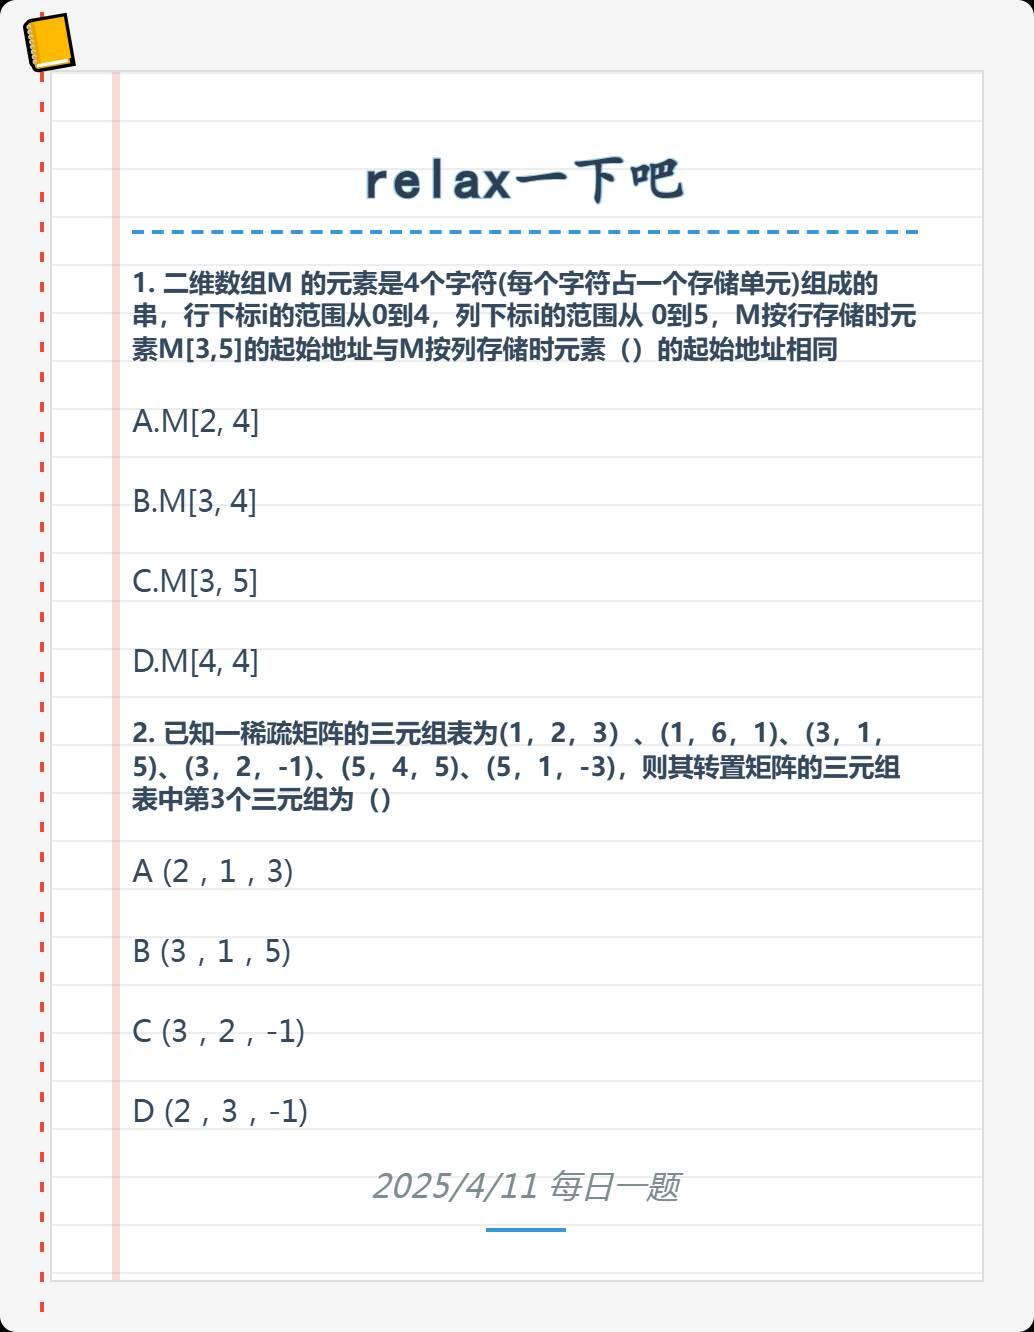 relax一下吧
1. 二维数组M 的元素是4个字符(每个字符占一个存储单元)组成的
串，行下标i的范围从0到4，列下标i的范围从 0到5，M按行存储时元
素M[3,5]的起始地址与M按列存储时元素（）的起始地址相同
A.M[2, 4]
B.M[3, 4]
C.M[3, 5]
D.M[4, 4]
2. 已知一稀疏矩阵的三元组表为(1，2，3）、(1，6，1)、(3，1，
5)、(3，2，-1)、(5，4，5)、(5，1，-3)，则其转置矩阵的三元组
表中第3个三元组为（）
A (2 , 1 , 3)
B (3 , 1 , 5)
C (3 , 2 , -1)
D (2 , 3 , -1)
2025/4/11 每日一题